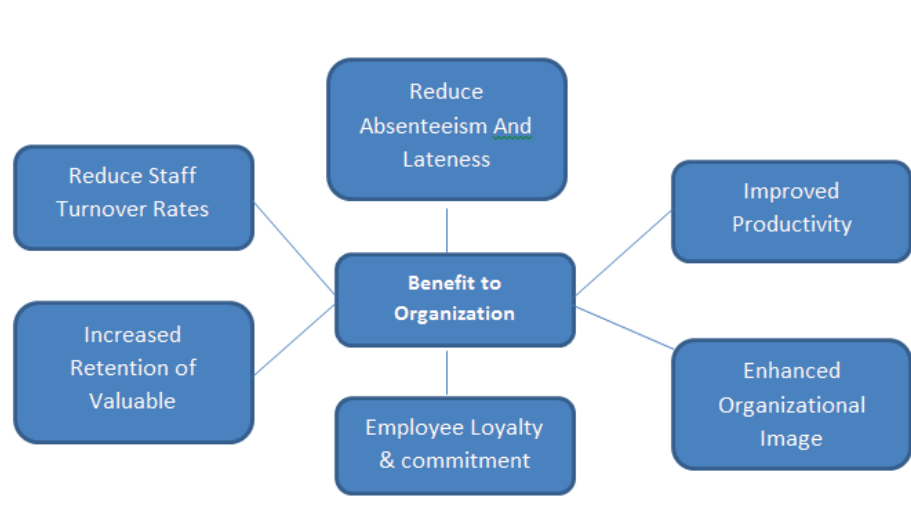 Reduce
Absenteeism And
Lateness
Reduce Staff
Turnover Rates
Improved
Productivity
Benefit to
Organization
Increased
Retention of
Valuable
Enhanced
Organizational
Image
Employee Loyalty
& commitment